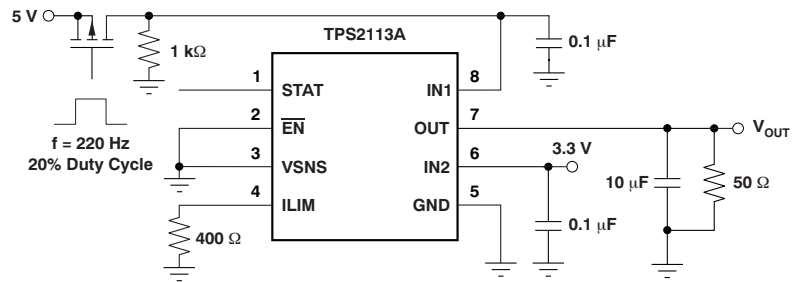 5 V
TPS2113A
1 kΩ
0.1 µF
1
STAT
IN1
8
2
EN
OUT
7
VOUT
f = 220 Hz
20% Duty Cycle
3
VSNS
IN2
6
3.3 V
10 µF
50 Ω
4
ILIM
GND
5
0.1 µF
400 Ω